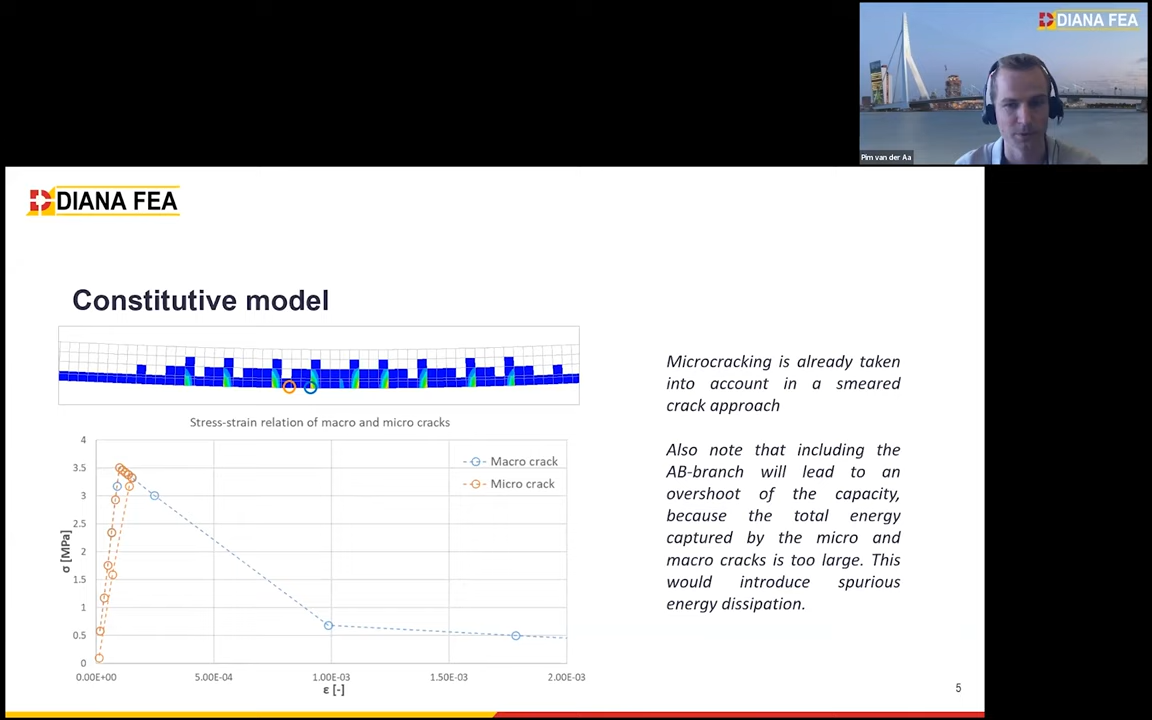 DIANA FEA
Pim van der Aa
DIANA FEA
Constitutive model
Stress-strain relation of macro and micro cracks
4
3.5
3
2.5
2
1.5
1
0.5
0
σ [MPa]
Macro crack
Micro crack
0.00E+00
5.00E-04
1.00E-03
1.50E-03
2.00E-03
ε [-]
Microcracking is already taken
into account in a smeared
crack approach
Also note that including the
AB-branch will lead to an
overshoot of the capacity,
because the total energy
captured by the micro and
macro cracks is too large. This
would introduce spurious
energy dissipation.
5